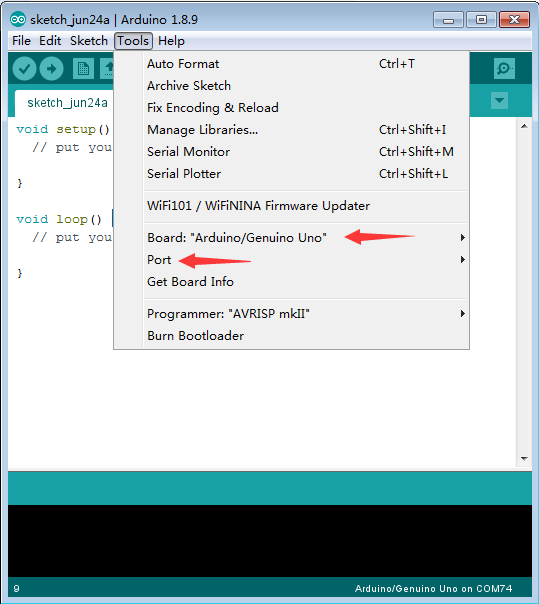 sketch_jun24a | Arduino 1.8.9
File Edit Sketch Tools Help
sketch_jun24a
void setup()
// put you
}
void loop()
// put you
}
Auto Format Ctrl+T
Archive Sketch
Fix Encoding & Reload
Manage Libraries... Ctrl+Shift+I
Serial Monitor Ctrl+Shift+M
Serial Plotter Ctrl+Shift+L
WiFi101 / WiFiNINA Firmware Updater
Board: "Arduino/Genuino Uno"
Port
Get Board Info
Programmer: "AVRISP mkII"
Burn Bootloader
9 Arduino/Genuino Uno on COM74